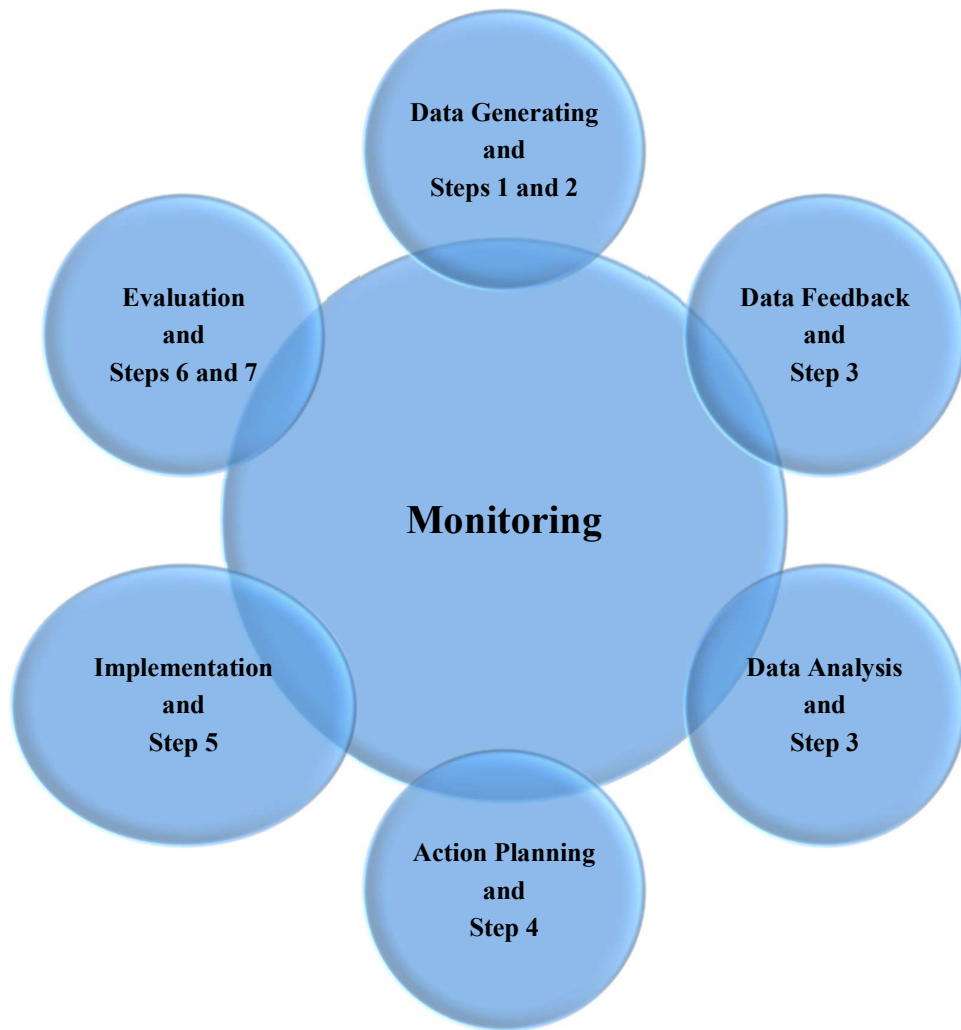 Data Generating
and
Steps 1 and 2
Evaluation
and
Steps 6 and 7
Data Feedback
and
Step 3
Monitoring
Implementation
and
Step 5
Data Analysis
and
Step 3
Action Planning
and
Step 4